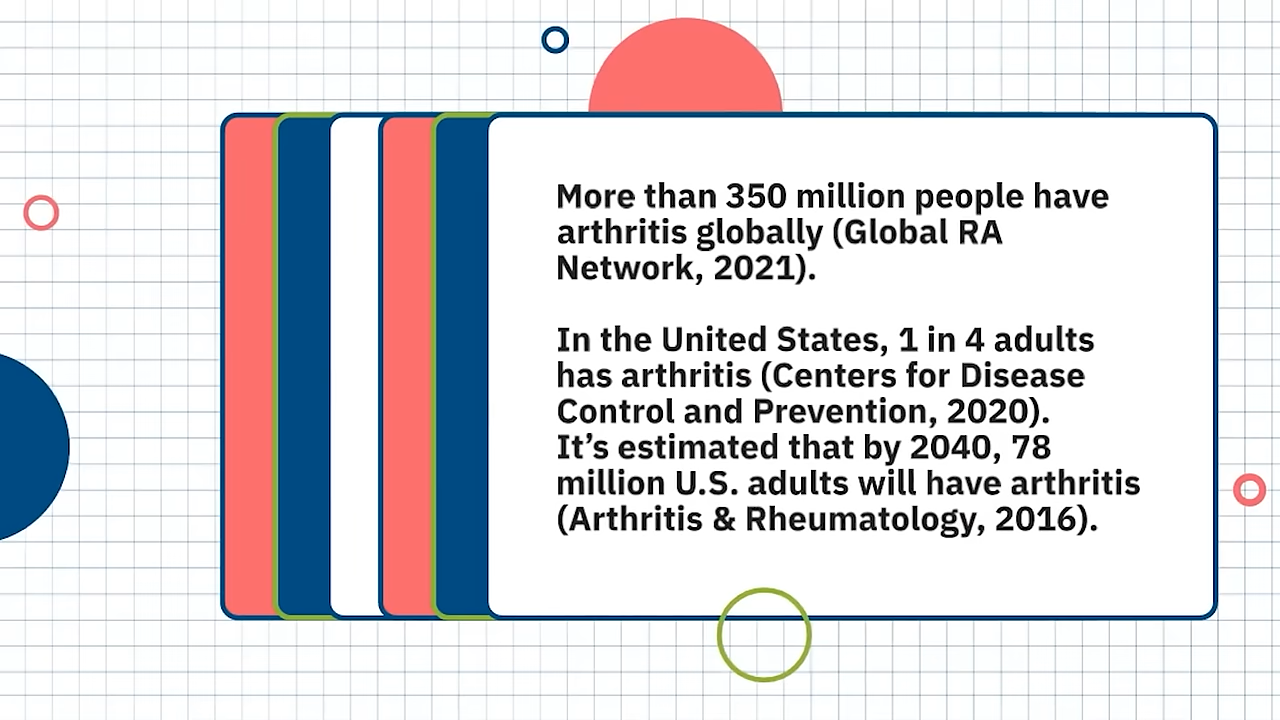 More than 350 million people have
arthritis globally (Global RA
Network, 2021).
In the United States, 1 in 4 adults
has arthritis (Centers for Disease
Control and Prevention, 2020).
It’s estimated that by 2040, 78
million U.S. adults will have arthritis
(Arthritis & Rheumatology, 2016).